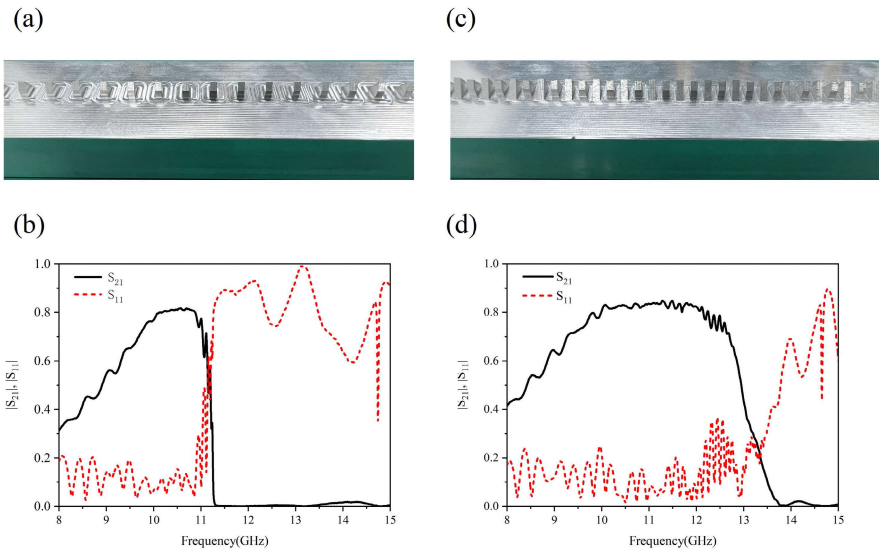 (a)
(c)
(b)
(d)
1.0
0.8
0.6
0.4
0.2
0.0
|S21|, |S11|
S21
S11
8 9 10 11 12 13 14 15
Frequency(GHz)
1.0
0.8
0.6
0.4
0.2
0.0
|S21|, |S11|
S21
S11
8 9 10 11 12 13 14 15
Frequency(GHz)